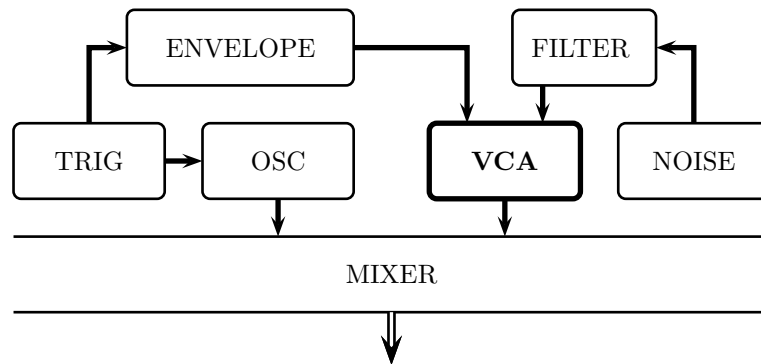 ENVELOPE
FILTER
TRIG
OSC
VCA
NOISE
MIXER